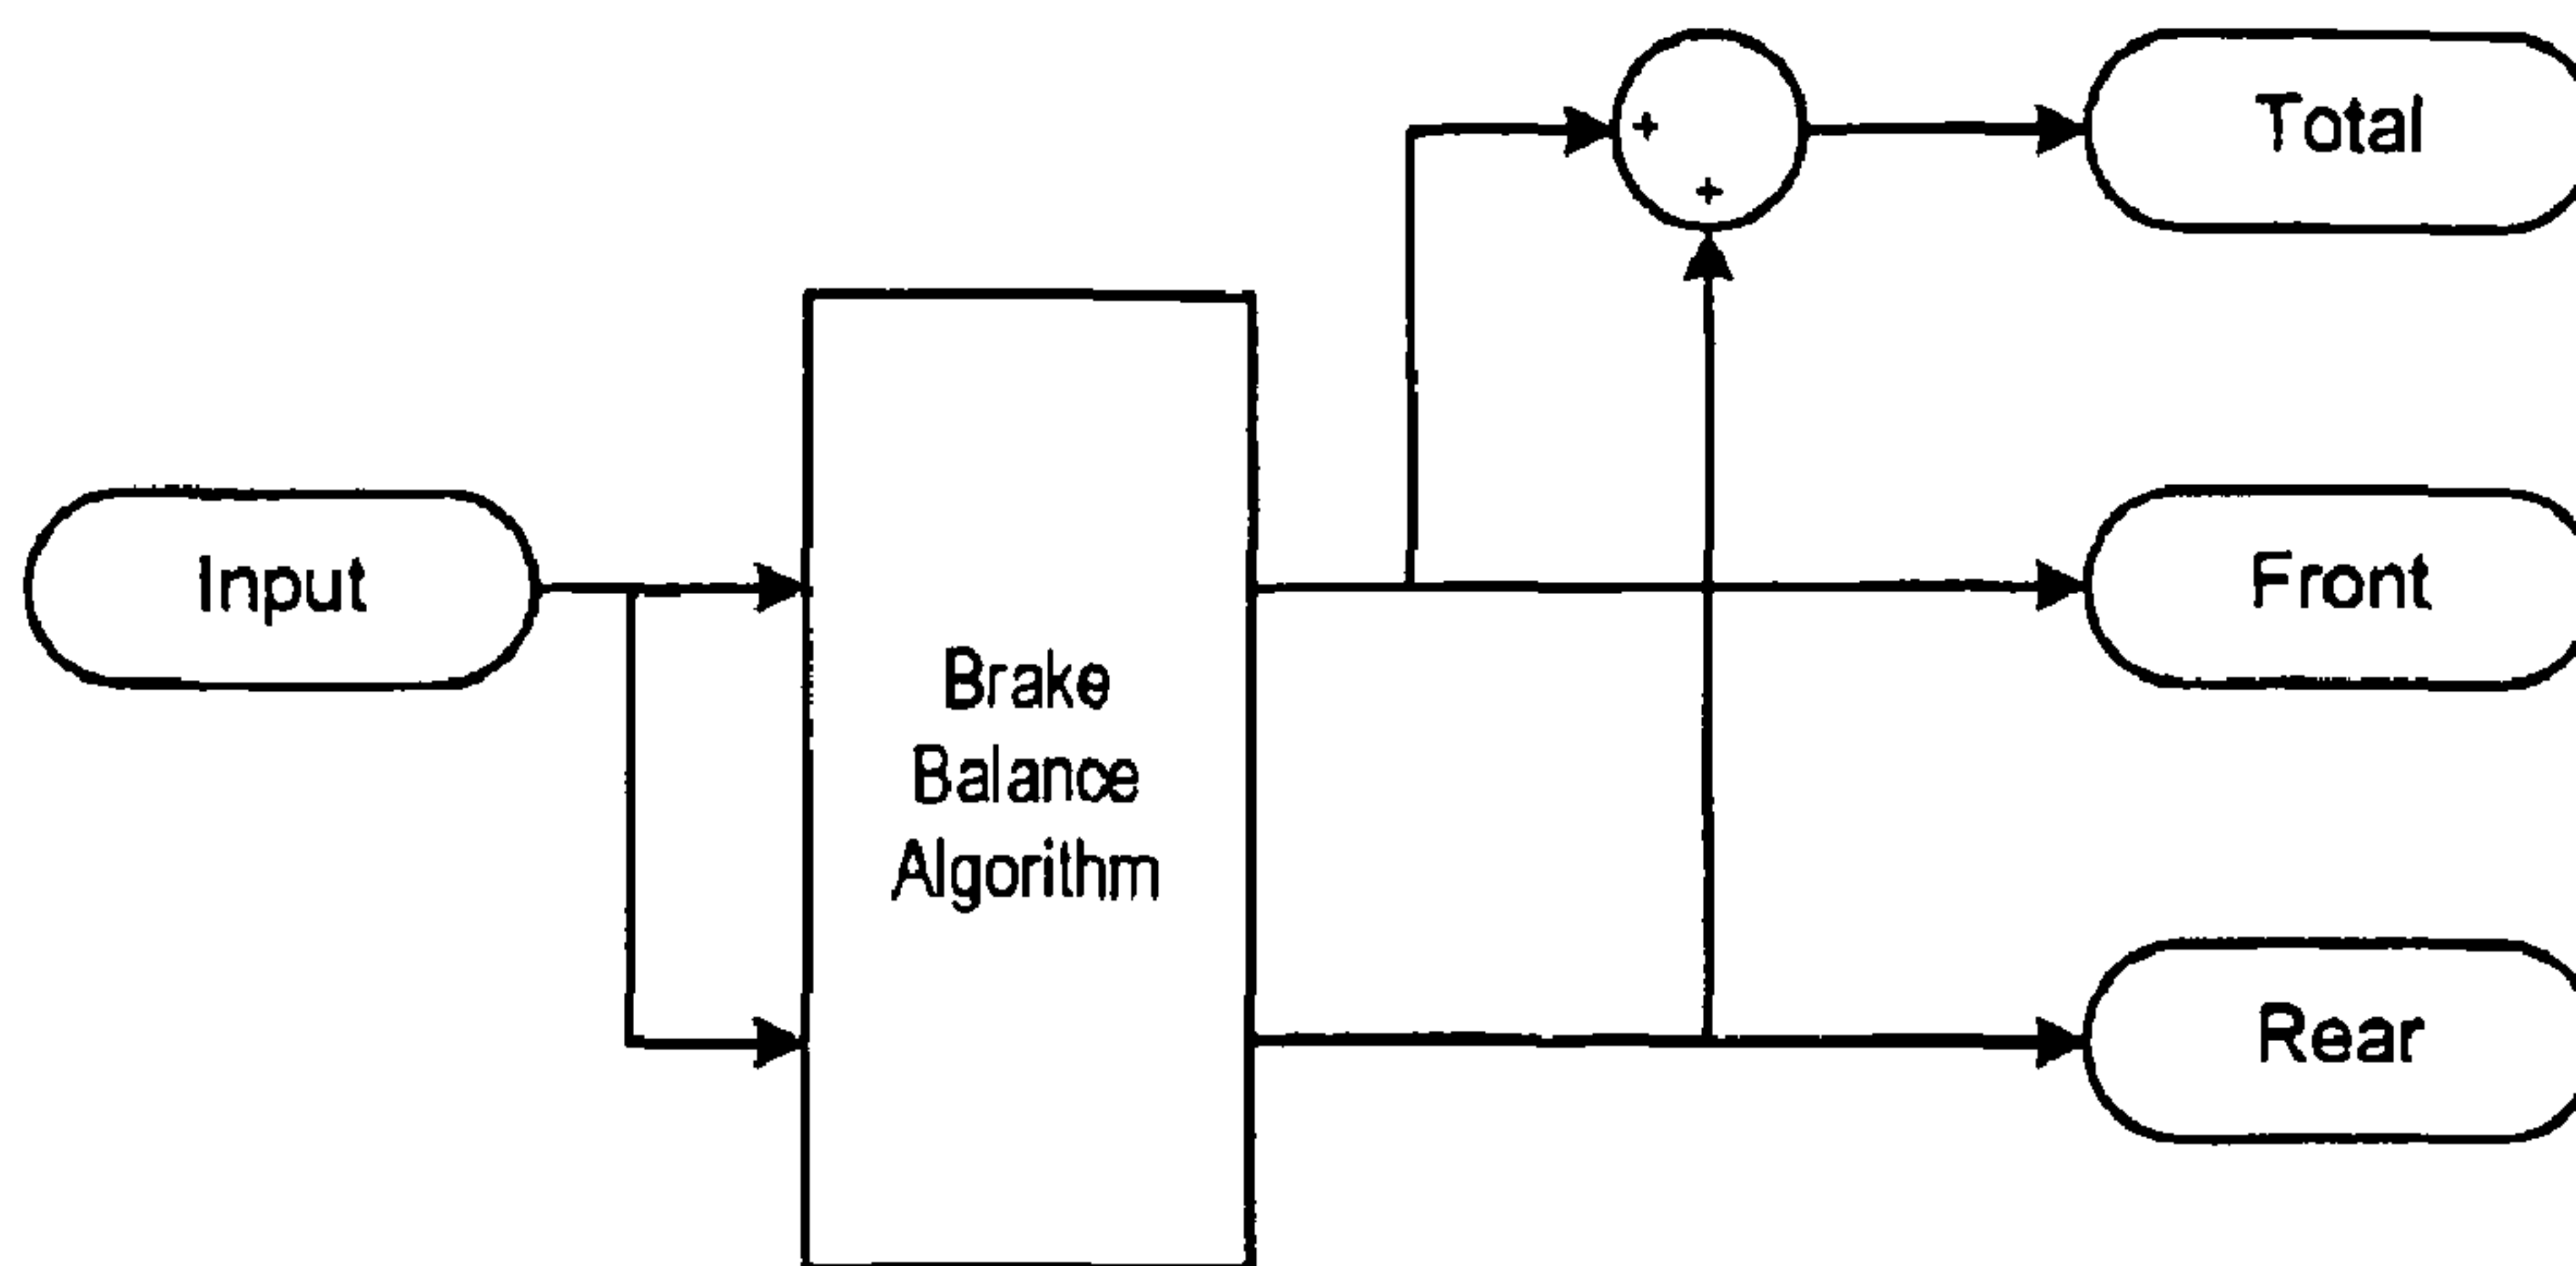 Input
Brake
Balance
Algorithm
+
+
Total
Front
Rear